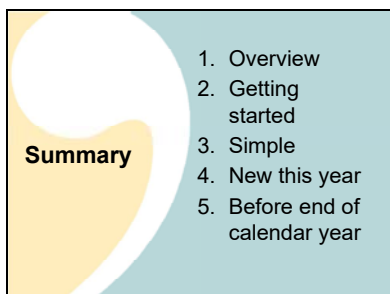 Summary
1. Overview
2. Getting
started
3. Simple
4. New this year
5. Before end of
calendar year